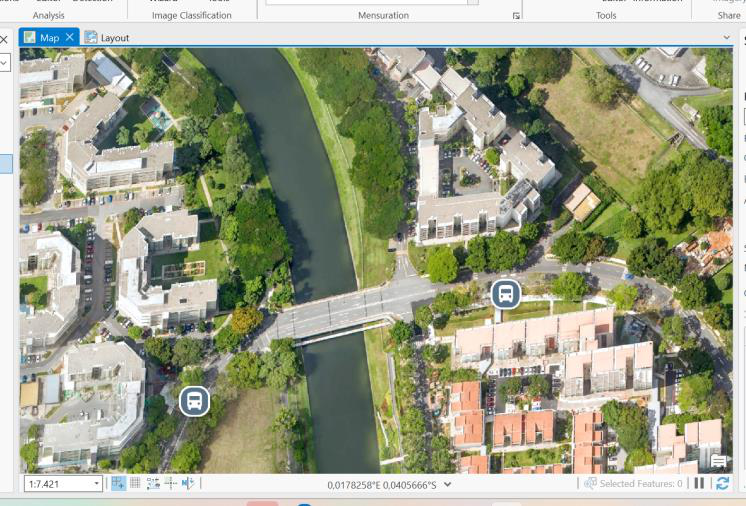 Analysis
Image Classification
Mensuration
Tools
Share
Map
Layout
1:7.421
0,0178258°E 0,0405666°S
Selected Features: 0